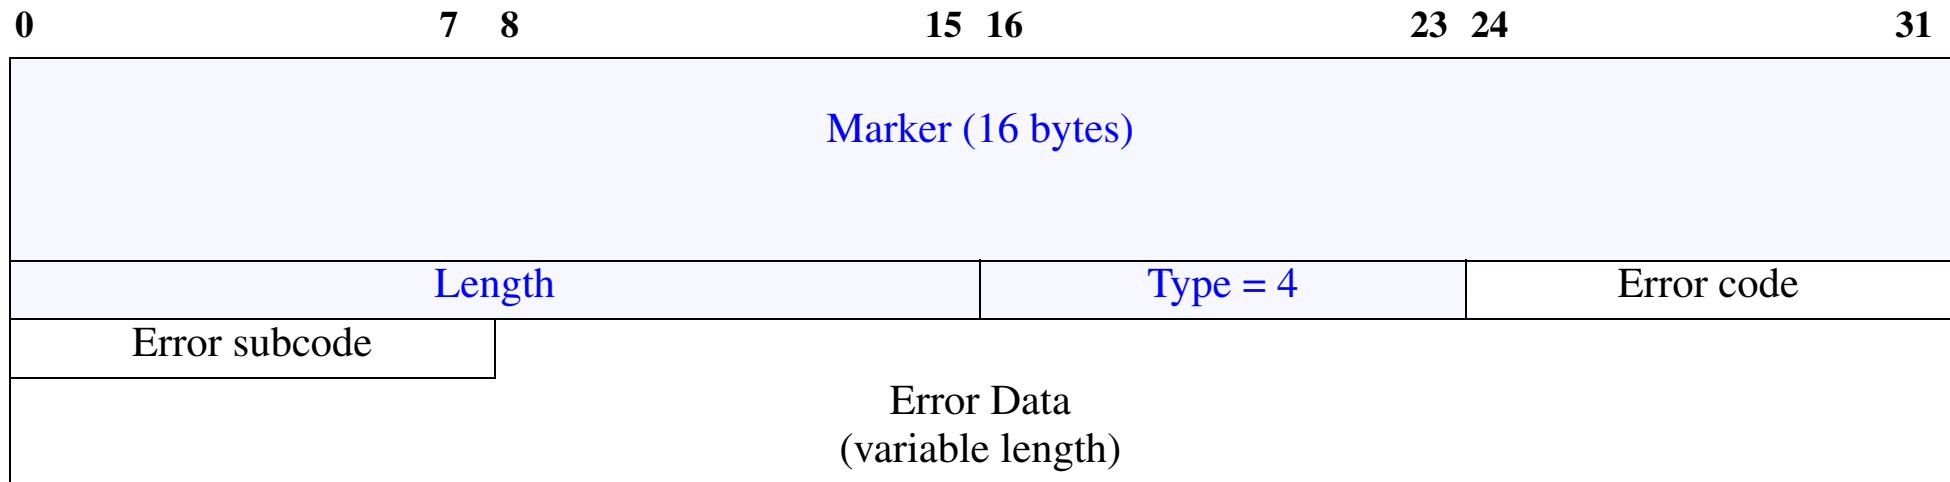 0 7 8 15 16 23 24 31
Marker (16 bytes)
Length Type = 4 Error code
Error subcode
Error Data
(variable length)